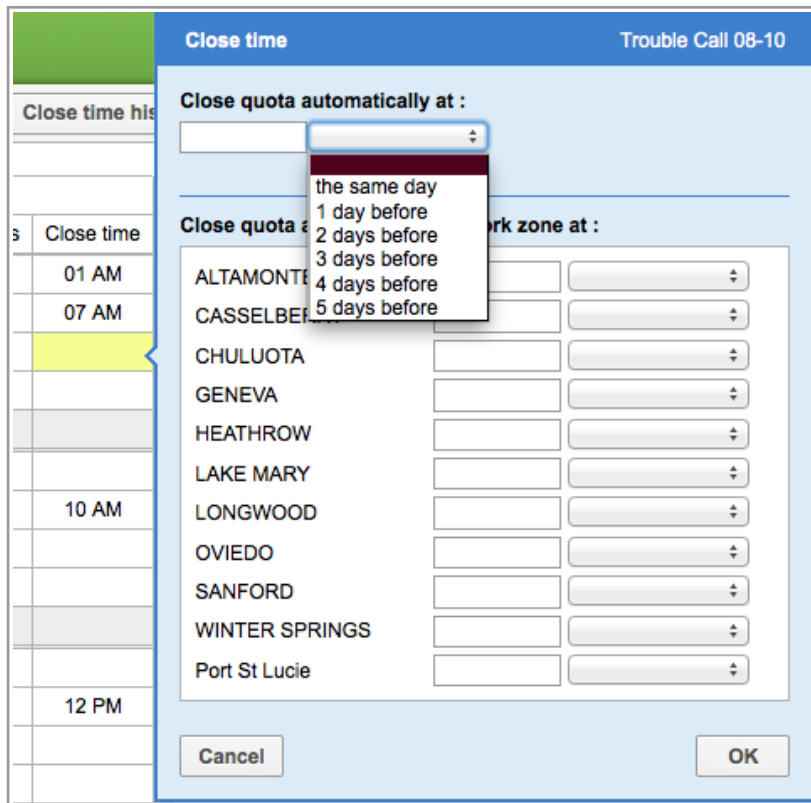 Close time Trouble Call 08-10
Close time his
Close quota automatically at :
the same day
1 day before
2 days before
3 days before
4 days before
5 days before
s Close time
Close quota a rk zone at :
01 AM
07 AM
10 AM
12 PM
ALTAMONTE
CASSELBER
CHULUOTA
GENEVA
HEATHROW
LAKE MARY
LONGWOOD
OVIEDO
SANFORD
WINTER SPRINGS
Port St Lucie
Cancel OK